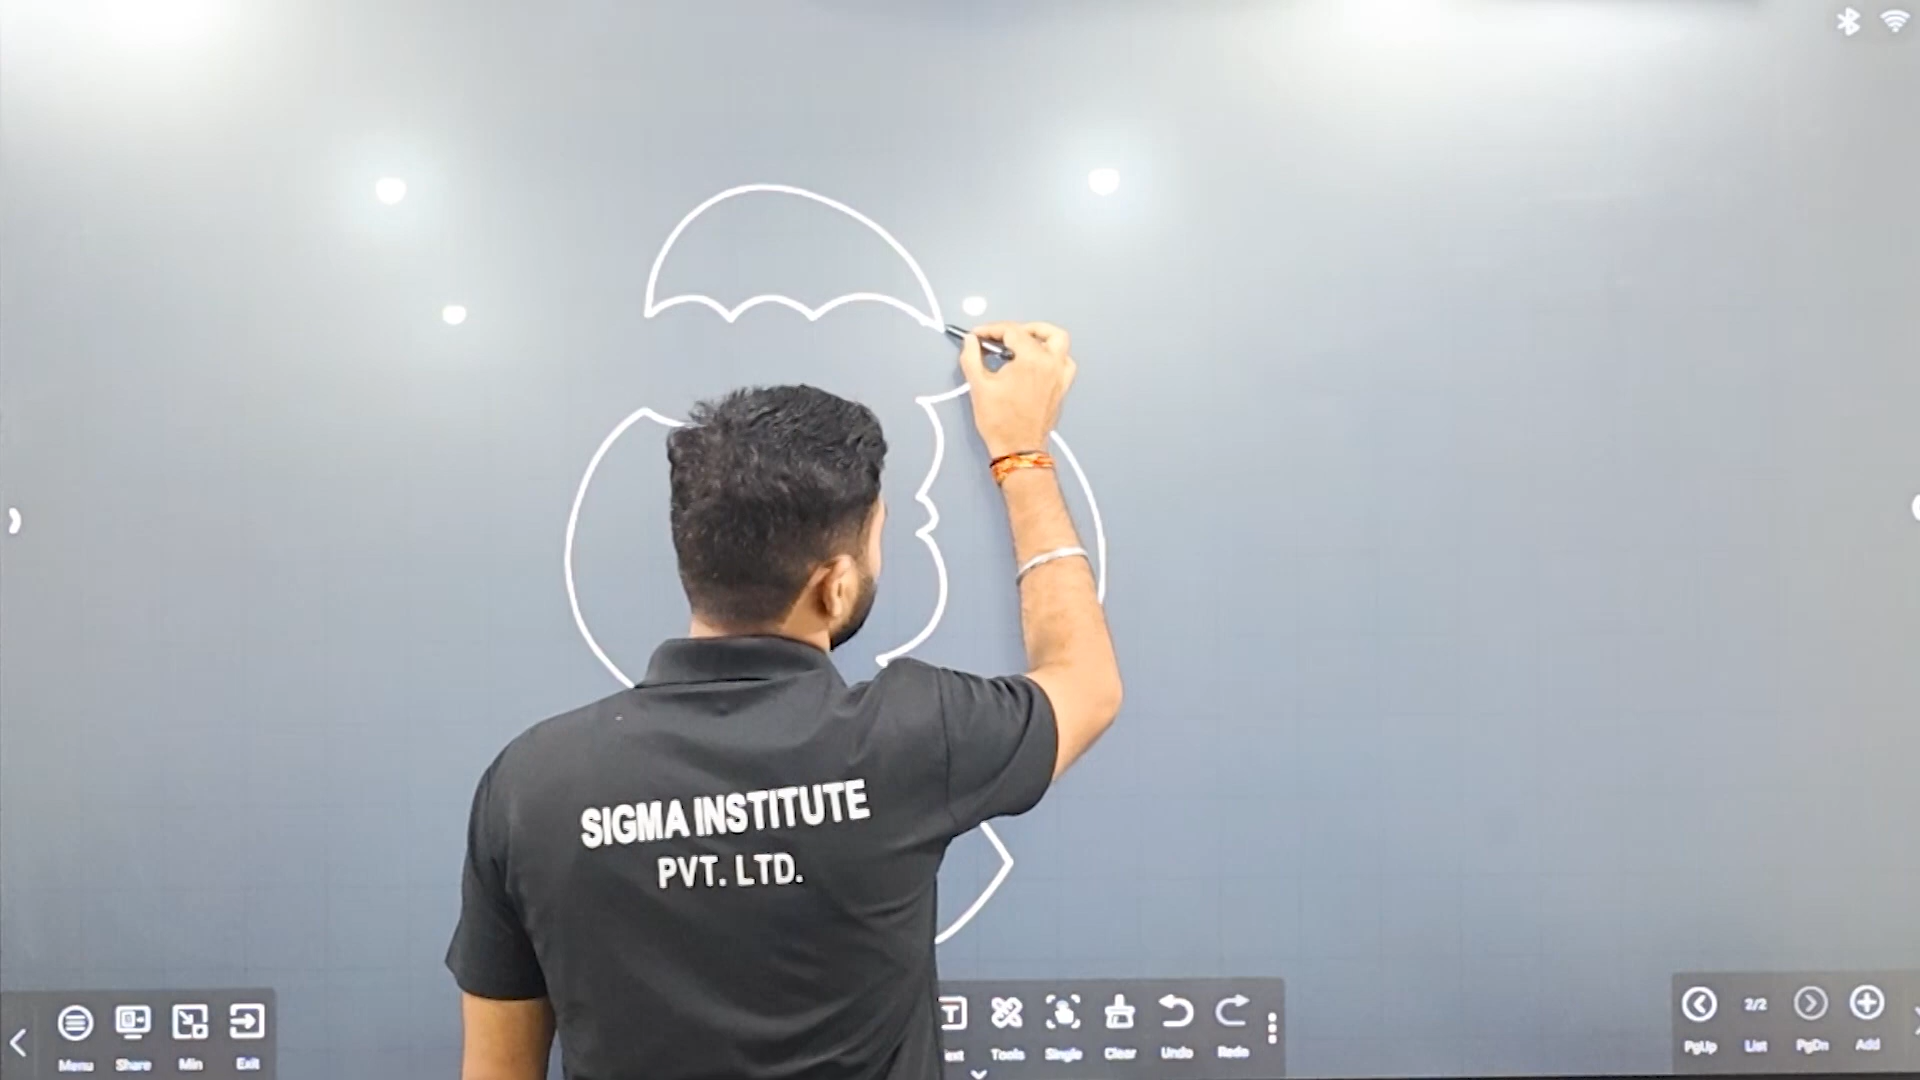 SIGMA INSTITUTE
PVT. LTD.
Menu Share Min Exit
ext Tools Single Clear Undo Redo
2/2
PgUp List PgDn Add